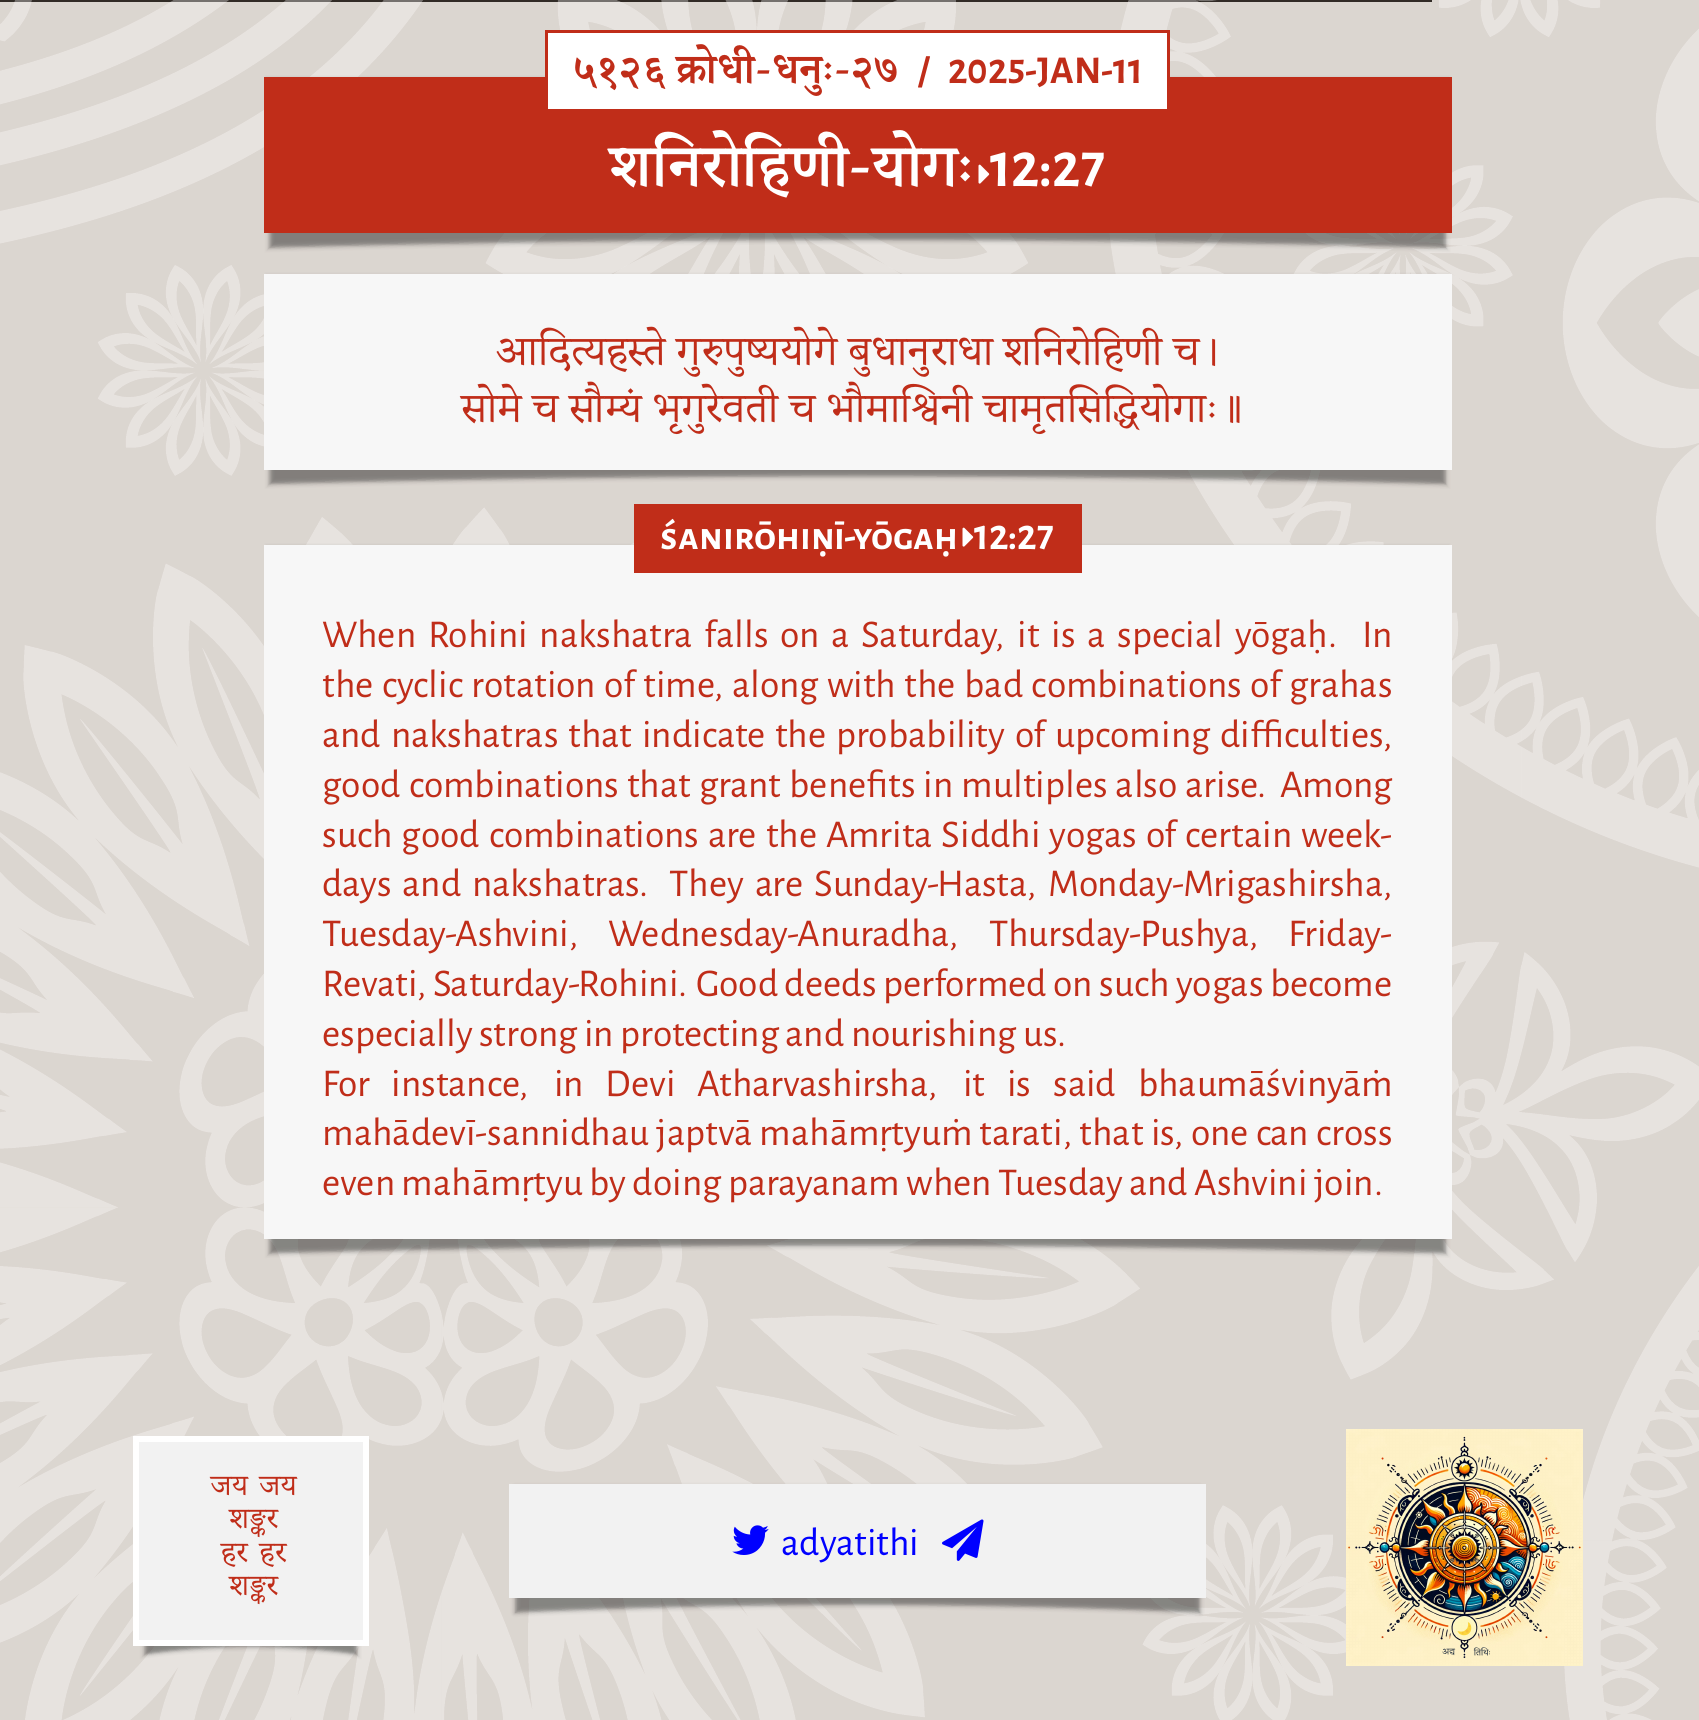 ५१२६ क्रोधी-धनुः-२७ / 2025-JAN-11
शनिरोहिणी-योगः▸12:27
आदित्यहस्ते गुरुपुष्ययोगे बुधानुराधा शनिरोहिणी च।
सोमे च सौम्यं भृगुरेवती च भौमाश्विनी चामृतसिद्धियोगाः॥
ŚANIRŌHIṆĪ-YŌGAḤ▸12:27
When Rohini nakshatra falls on a Saturday, it is a special yōgaḥ. In
the cyclic rotation of time, along with the bad combinations of grahas
and nakshatras that indicate the probability of upcoming difficulties,
good combinations that grant benefits in multiples also arise. Among
such good combinations are the Amrita Siddhi yogas of certain week-
days and nakshatras. They are Sunday-Hasta, Monday-Mrigashirsha,
Tuesday-Ashvini, Wednesday-Anuradha, Thursday-Pushya, Friday-
Revati, Saturday-Rohini. Good deeds performed on such yogas become
especially strong in protecting and nourishing us.
For instance, in Devi Atharvashirsha, it is said bhaumāśvinyāṁ
mahādevī-sannidhau japtvā mahāmṛtyuṁ tarati, that is, one can cross
even mahāmṛtyu by doing parayanam when Tuesday and Ashvini join.
जय जय
शङ्कर
हर हर
शङ्कर
adyatithi
अद्य तिथिः